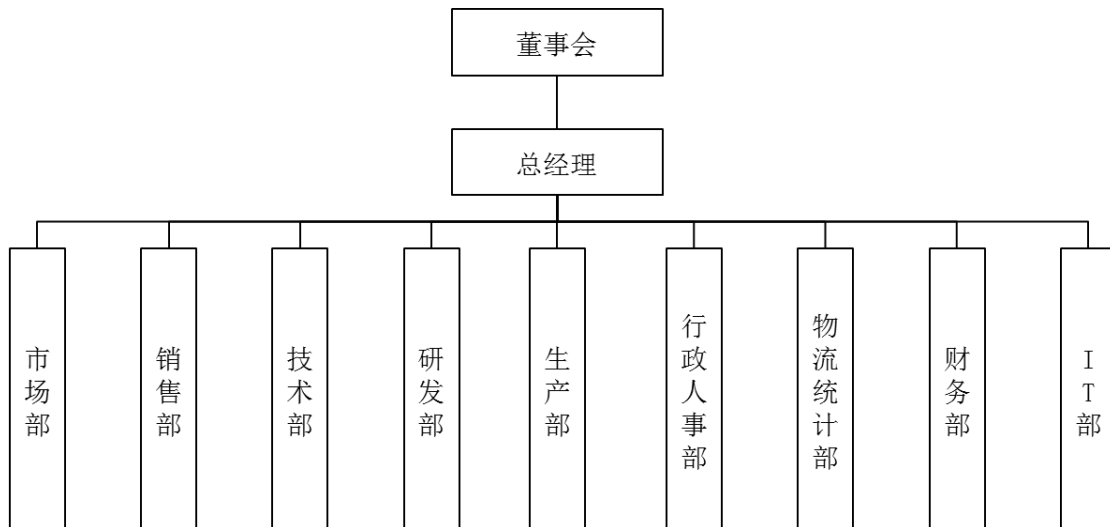 董事会
总经理
市场部
销售部
技术部
研发部
生产部
行政人事部
物流统计部
财务部
IT部